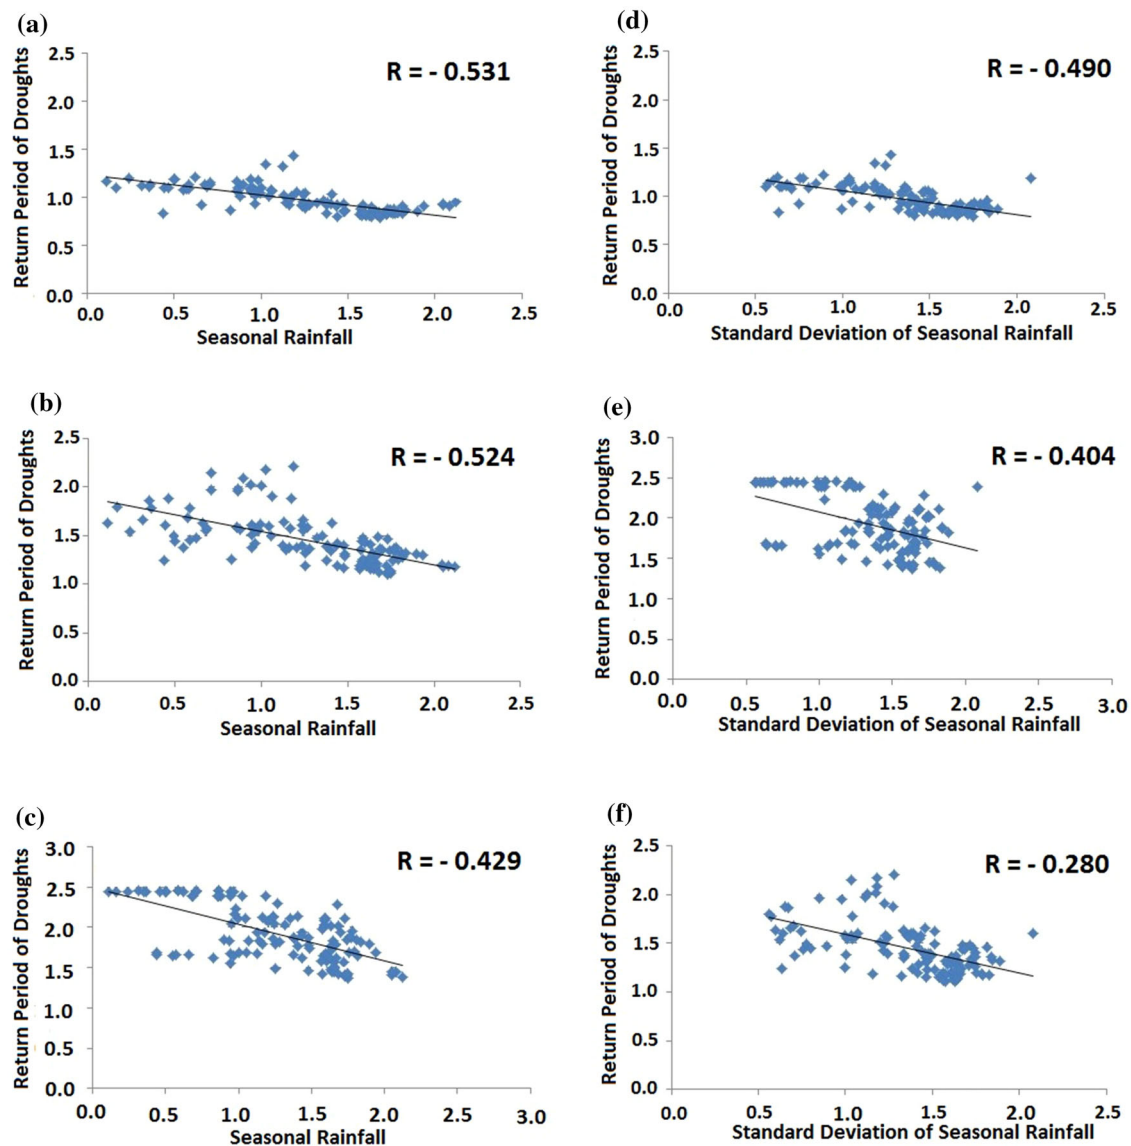 (a)
R = - 0.531
Return Period of Droughts
2.5
2.0
1.5
1.0
0.5
0.0
0.0 0.5 1.0 1.5 2.0 2.5
Seasonal Rainfall
(d)
R = - 0.490
Return Period of Droughts
2.5
2.0
1.5
1.0
0.5
0.0
0.0 0.5 1.0 1.5 2.0 2.5
Standard Deviation of Seasonal Rainfall
(b)
R = - 0.524
Return Period of Droughts
2.5
2.0
1.5
1.0
0.5
0.0
0.0 0.5 1.0 1.5 2.0 2.5
Seasonal Rainfall
(e)
R = - 0.404
Return Period of Droughts
3.0
2.5
2.0
1.5
1.0
0.5
0.0
0.0 0.5 1.0 1.5 2.0 2.5 3.0
Standard Deviation of Seasonal Rainfall
(c)
R = - 0.429
Return Period of Droughts
3.0
2.5
2.0
1.5
1.0
0.5
0.0
0.0 0.5 1.0 1.5 2.0 2.5 3.0
Seasonal Rainfall
(f)
R = - 0.280
Return Period of Droughts
2.5
2.0
1.5
1.0
0.5
0.0
0.0 0.5 1.0 1.5 2.0 2.5
Standard Deviation of Seasonal Rainfall